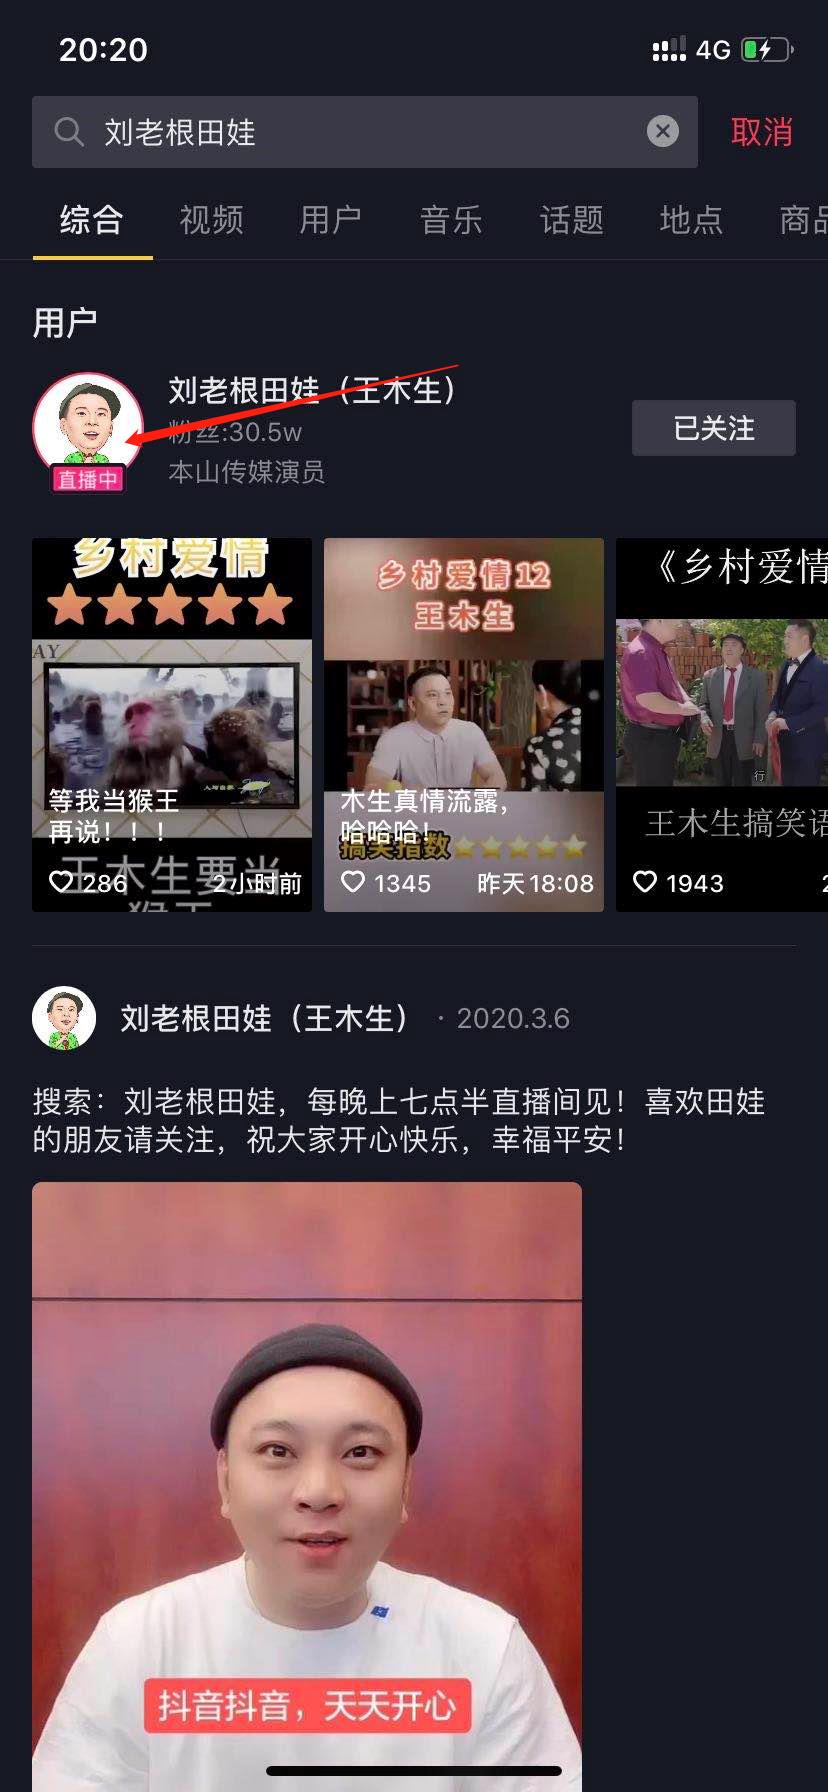 20:20
4G
刘老根田娃
取消
综合
视频
用户
音乐
话题
地点
商品
用户
刘老根田娃（王木生）
粉丝:30.5w
本山传媒演员
直播中
已关注
乡村爱情
AY
等我当猴王
再说！！！
王木生要当
猴王
286
2小时前
乡村爱情12
王木生
木生真情流露，
哈哈哈！
搞笑指数
1345
昨天18:08
《乡村爱情
行
王木生搞笑语
1943
2
刘老根田娃（王木生）
· 2020.3.6
搜索：刘老根田娃，每晚上七点半直播间见！喜欢田娃
的朋友请关注，祝大家开心快乐，幸福平安！
抖音抖音，天天开心